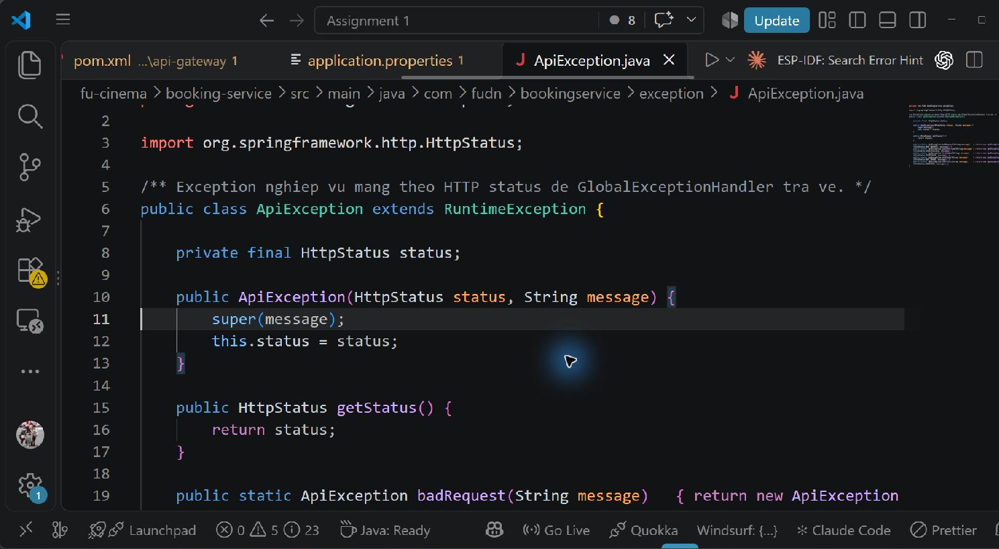 Assignment 1
8
Update
pom.xml ...\api-gateway 1
application.properties 1
J ApiException.java
ESP-IDF: Search Error Hint
fu-cinema > booking-service > src > main > java > com > fudn > bookingservice > exception > J ApiException.java
2
3 import org.springframework.http.HttpStatus;
4
5 /** Exception nghiep vu mang theo HTTP status de GlobalExceptionHandler tra ve. */
6 public class ApiException extends RuntimeException {
7
8 private final HttpStatus status;
9
10 public ApiException(HttpStatus status, String message) {
11 super(message);
12 this.status = status;
13 }
14
15 public HttpStatus getStatus() {
16 return status;
17 }
18
19 public static ApiException badRequest(String message) { return new ApiException
1
Launchpad
0 5 23
Java: Ready
Go Live
Quokka
Windsurf: {...}
Claude Code
Prettier